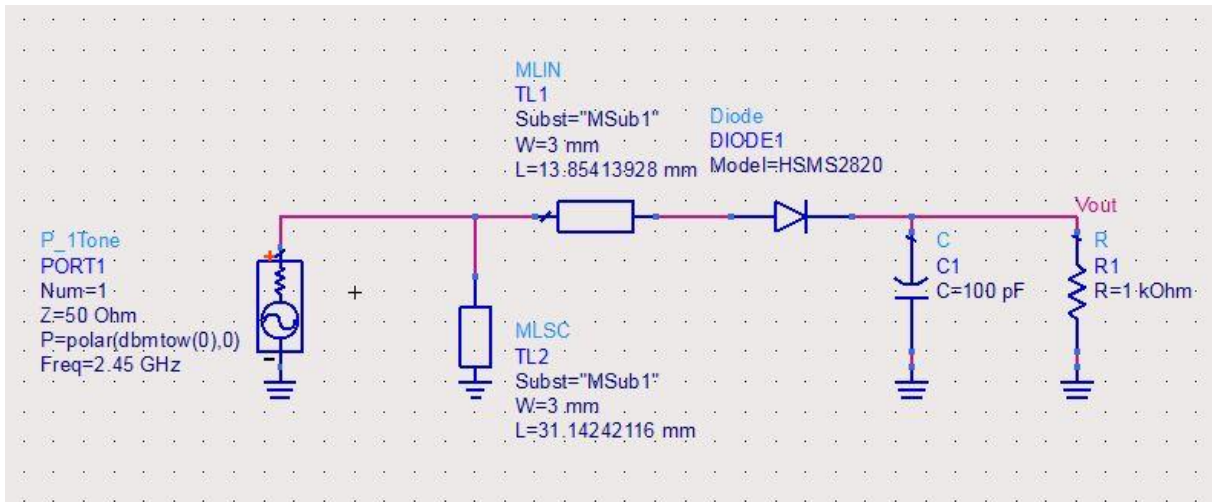 MLIN
TL1
Subst="MSub1"
W=3 mm
L=13.85413928 mm
Diode
DIODE1
Model=HSMS2820
Vout
P_1Tone
PORT1
Num=1
Z=50 Ohm
P=polar(dbmtow(0),0)
Freq=2.45 GHz
MLSC
TL2
Subst="MSub1"
W=3 mm
L=31.14242116 mm
C
C1
C=100 pF
R
R1
R=1 kOhm